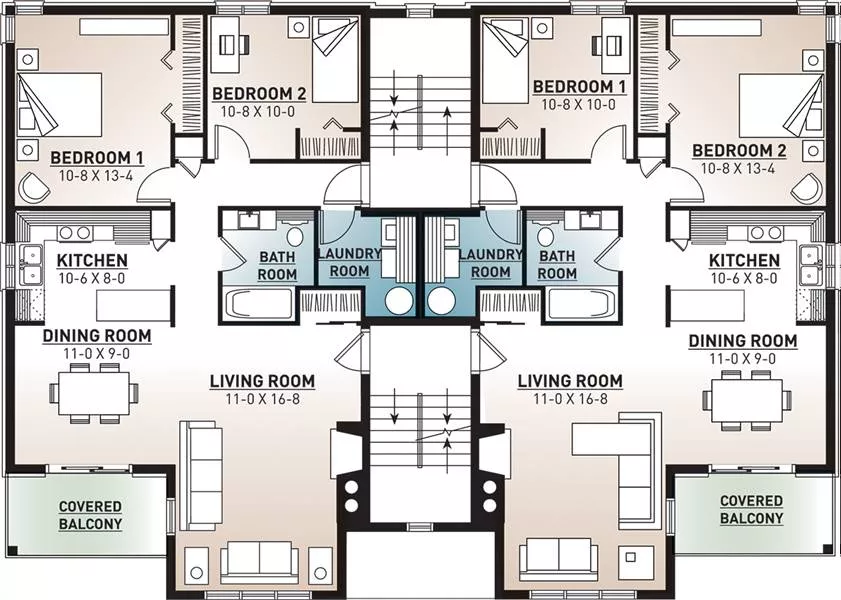 BEDROOM 1
10-8 X 13-4
BEDROOM 2
10-8 X 10-0
BEDROOM 1
10-8 X 10-0
BEDROOM 2
10-8 X 13-4
KITCHEN
10-6 X 8-0
BATH
ROOM
LAUNDRY
ROOM
LAUNDRY
ROOM
BATH
ROOM
KITCHEN
10-6 X 8-0
DINING ROOM
11-0 X 9-0
LIVING ROOM
11-0 X 16-8
LIVING ROOM
11-0 X 16-8
DINING ROOM
11-0 X 9-0
COVERED
BALCONY
COVERED
BALCONY